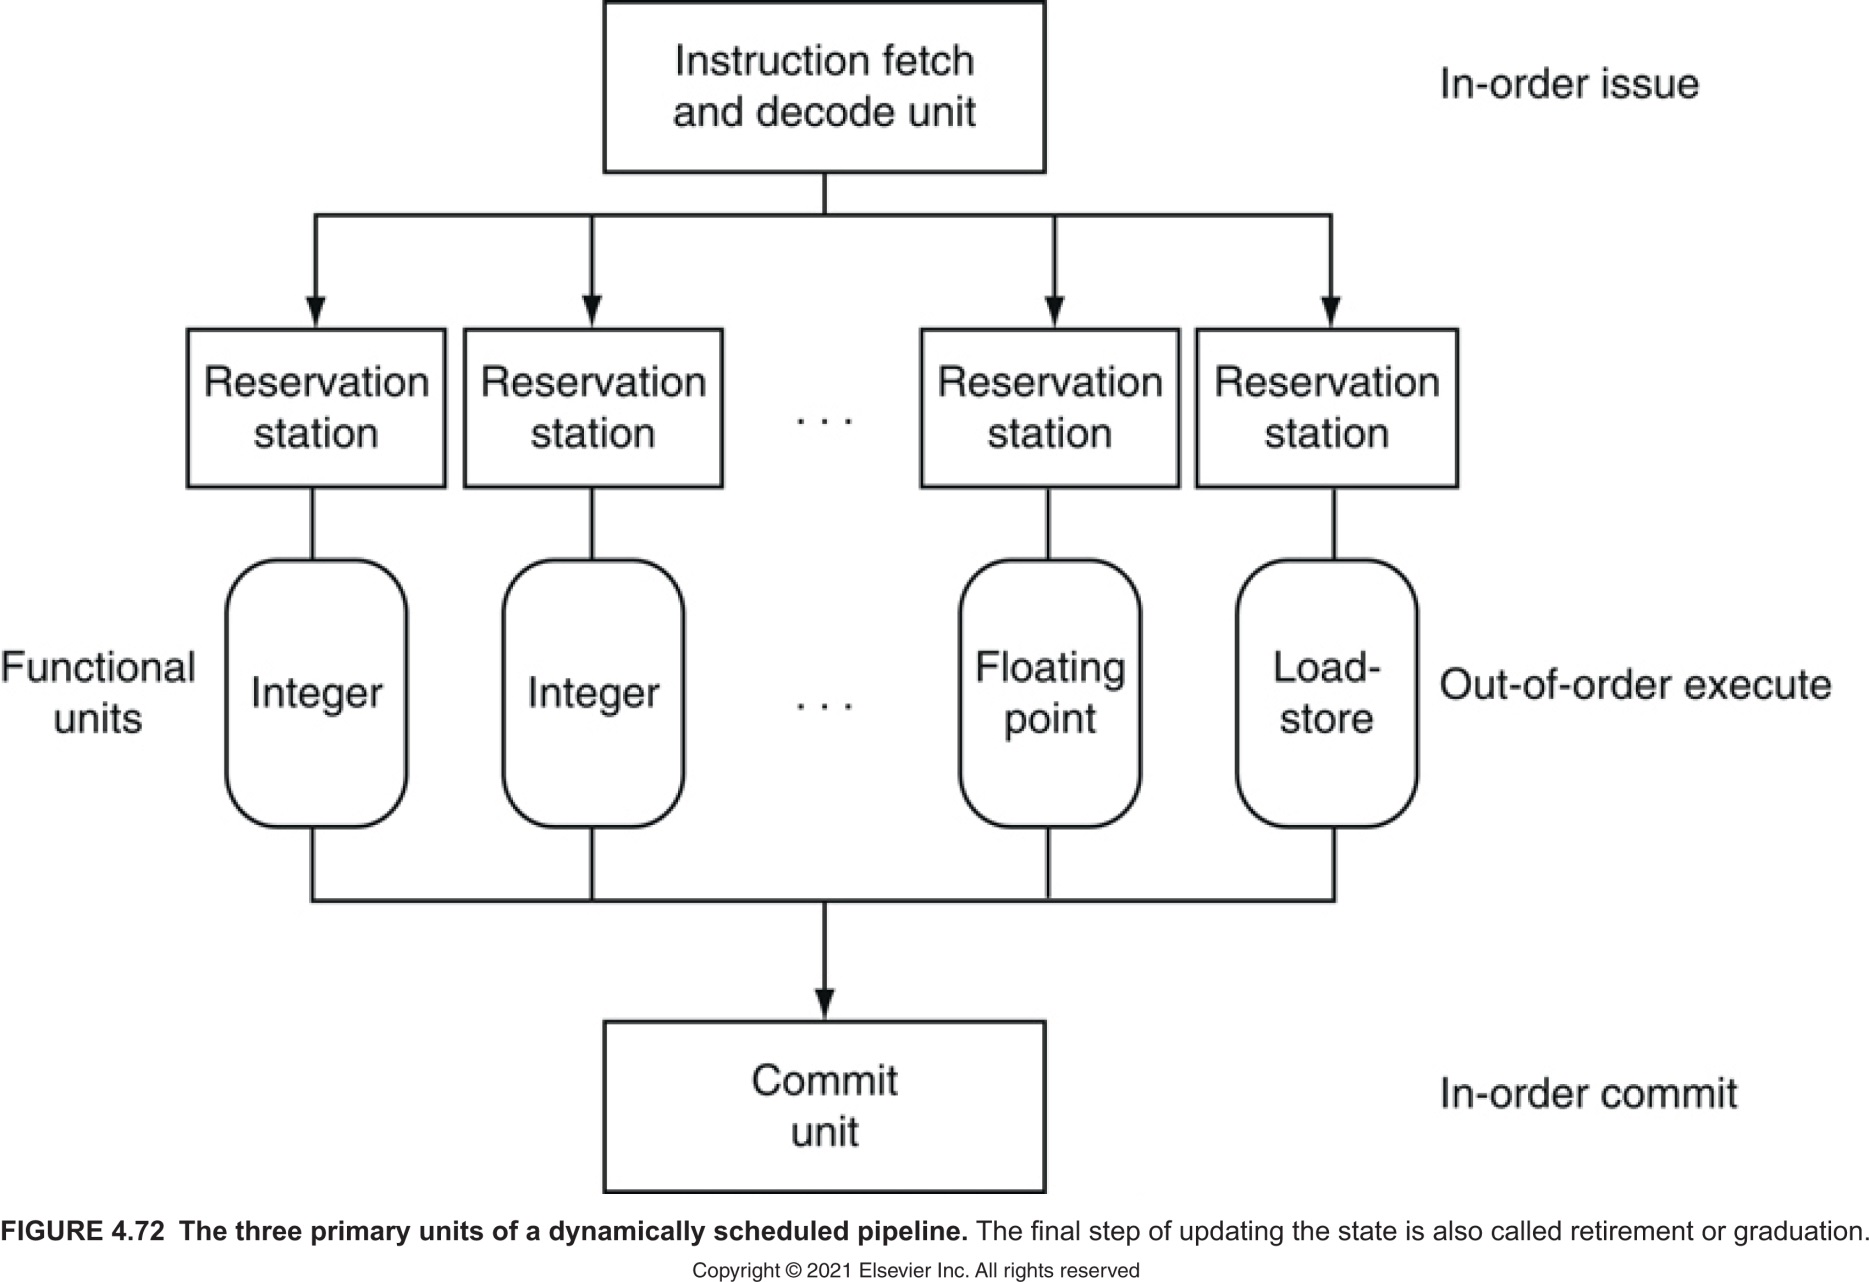 Instruction fetch
and decode unit
In-order issue
Reservation
station
Reservation
station
. . .
Reservation
station
Reservation
station
Functional
units
Integer
Integer
. . .
Floating
point
Load-
store
Out-of-order execute
Commit
unit
In-order commit
FIGURE 4.72 The three primary units of a dynamically scheduled pipeline. The final step of updating the state is also called retirement or graduation.
Copyright © 2021 Elsevier Inc. All rights reserved